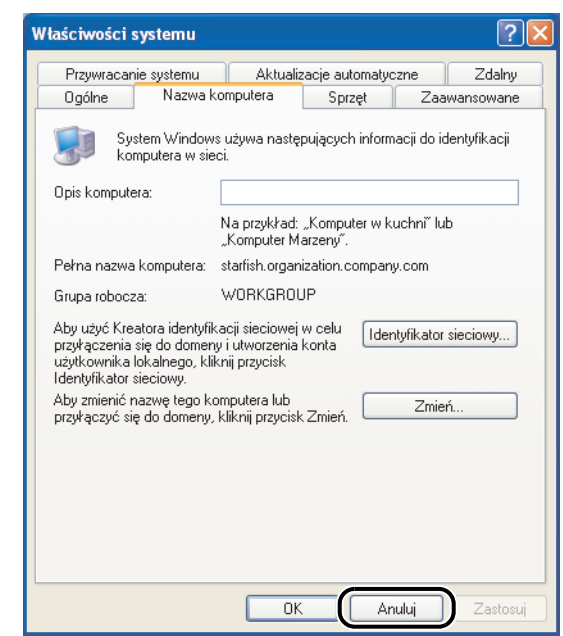 Właściwości systemu
Przywracanie systemu Aktualizacje automatyczne Zdalny
Ogólne Nazwa komputera Sprzęt Zaawansowane
System Windows używa następujących informacji do identyfikacji
komputera w sieci.
Opis komputera:
Na przykład: „Komputer w kuchni” lub
„Komputer Marzeny”.
Pełna nazwa komputera: starfish.organization.company.com
Grupa robocza: WORKGROUP
Aby użyć Kreatora identyfikacji sieciowej w celu
przyłączenia się do domeny i utworzenia konta
użytkownika lokalnego, kliknij przycisk
Identyfikator sieciowy.
Identyfikator sieciowy...
Aby zmienić nazwę tego komputera lub
przyłączyć się do domeny, kliknij przycisk Zmień.
Zmień...
OK Anuluj Zastosuj